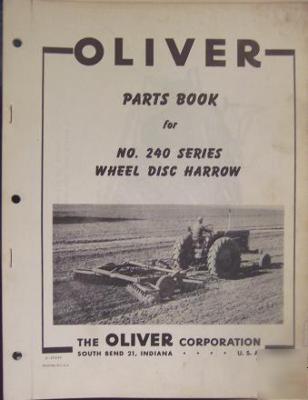 OLIVER
PARTS BOOK
for
NO. 240 SERIES
WHEEL DISC HARROW
THE OLIVER CORPORATION
SOUTH BEND 21, INDIANA • • • • U. S. A